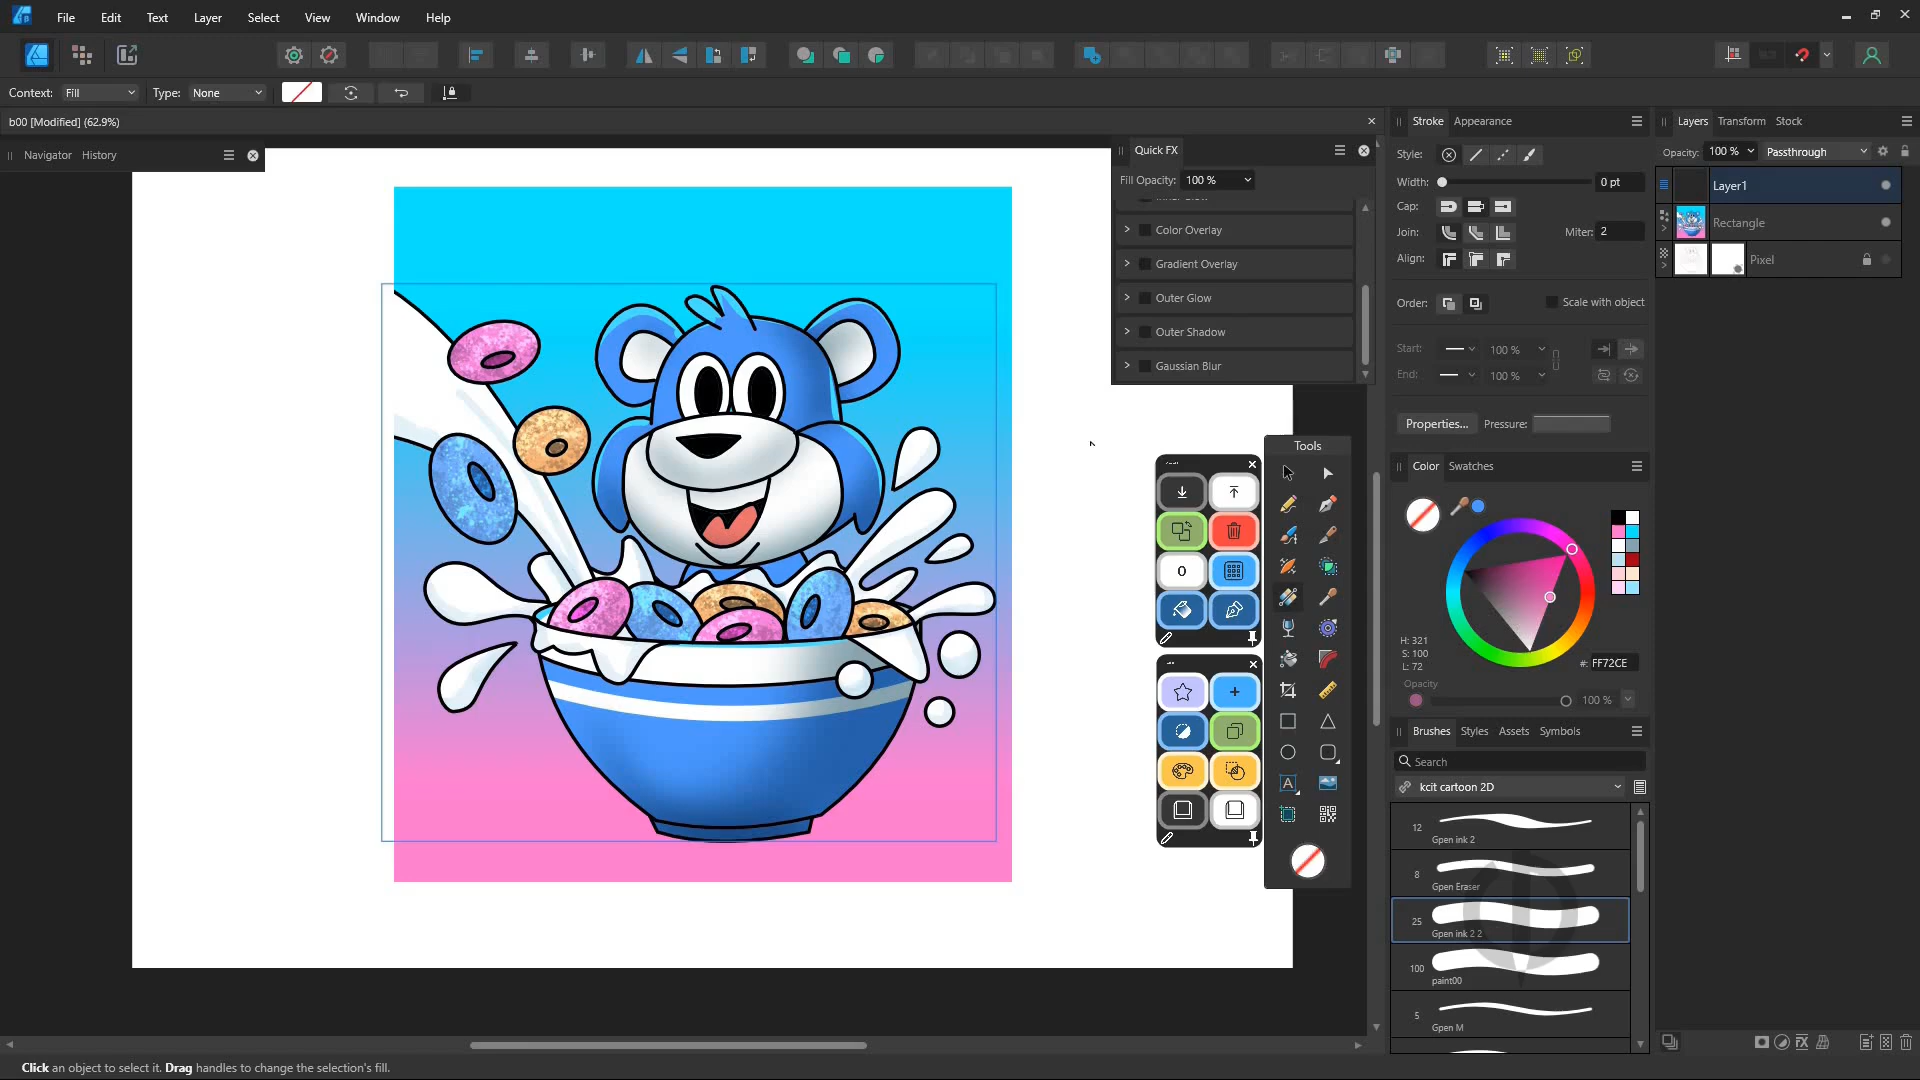 File Edit Text Layer Select View Window Help
Context: Fill Type: None
b00 [Modified] (62.9%)
Navigator History
Quick FX
Fill Opacity: 100 %
Color Overlay
Gradient Overlay
Outer Glow
Outer Shadow
Gaussian Blur
Tools
0
A
Stroke Appearance
Style:
Width: 0 pt
Cap:
Join: Miter: 2
Align:
Order: Scale with object
Start: 100 %
End: 100 %
Properties... Pressure:
Color Swatches
H: 321
S: 100
L: 72
#: FF72CE
Opacity
100 %
Brushes Styles Assets Symbols
Search
kcit cartoon 2D
12
Gpen ink 2
8
Gpen Eraser
25
Gpen ink 2 2
100
paint00
5
Gpen M
Layers Transform Stock
Opacity: 100 % Passthrough
Layer1
Rectangle
Pixel
Click an object to select it. Drag handles to change the selection's fill.